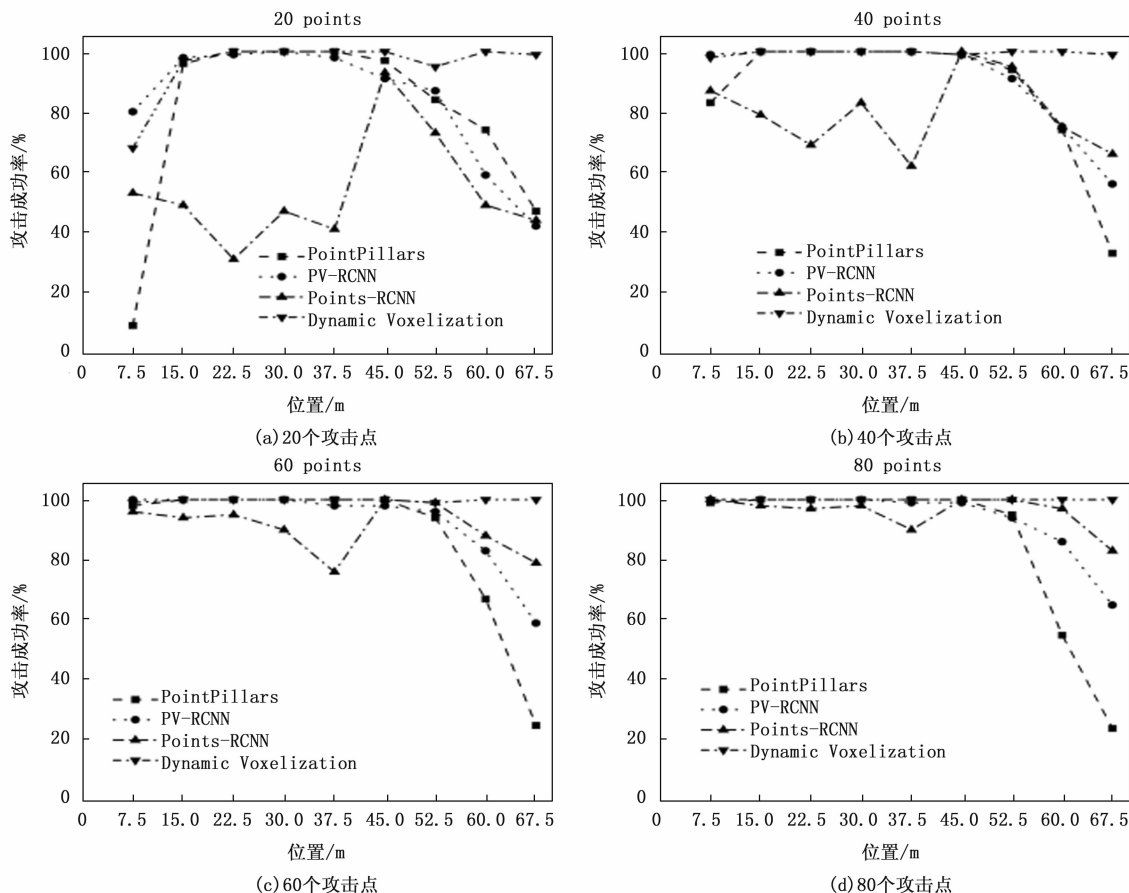 20 points
攻击成功率/%
100
80
60
40
20
0
PointPillars
PV-RCNN
Points-RCNN
Dynamic Voxelization
0 7.5 15.0 22.5 30.0 37.5 45.0 52.5 60.0 67.5
位置/m
(a)20个攻击点
40 points
攻击成功率/%
100
80
60
40
20
0
PointPillars
PV-RCNN
Points-RCNN
Dynamic Voxelization
0 7.5 15.0 22.5 30.0 37.5 45.0 52.5 60.0 67.5
位置/m
(b)40个攻击点
60 points
攻击成功率/%
100
80
60
40
20
0
PointPillars
PV-RCNN
Points-RCNN
Dynamic Voxelization
0 7.5 15.0 22.5 30.0 37.5 45.0 52.5 60.0 67.5
位置/m
(c)60个攻击点
80 points
攻击成功率/%
100
80
60
40
20
0
PointPillars
PV-RCNN
Points-RCNN
Dynamic Voxelization
0 7.5 15.0 22.5 30.0 37.5 45.0 52.5 60.0 67.5
位置/m
(d)80个攻击点